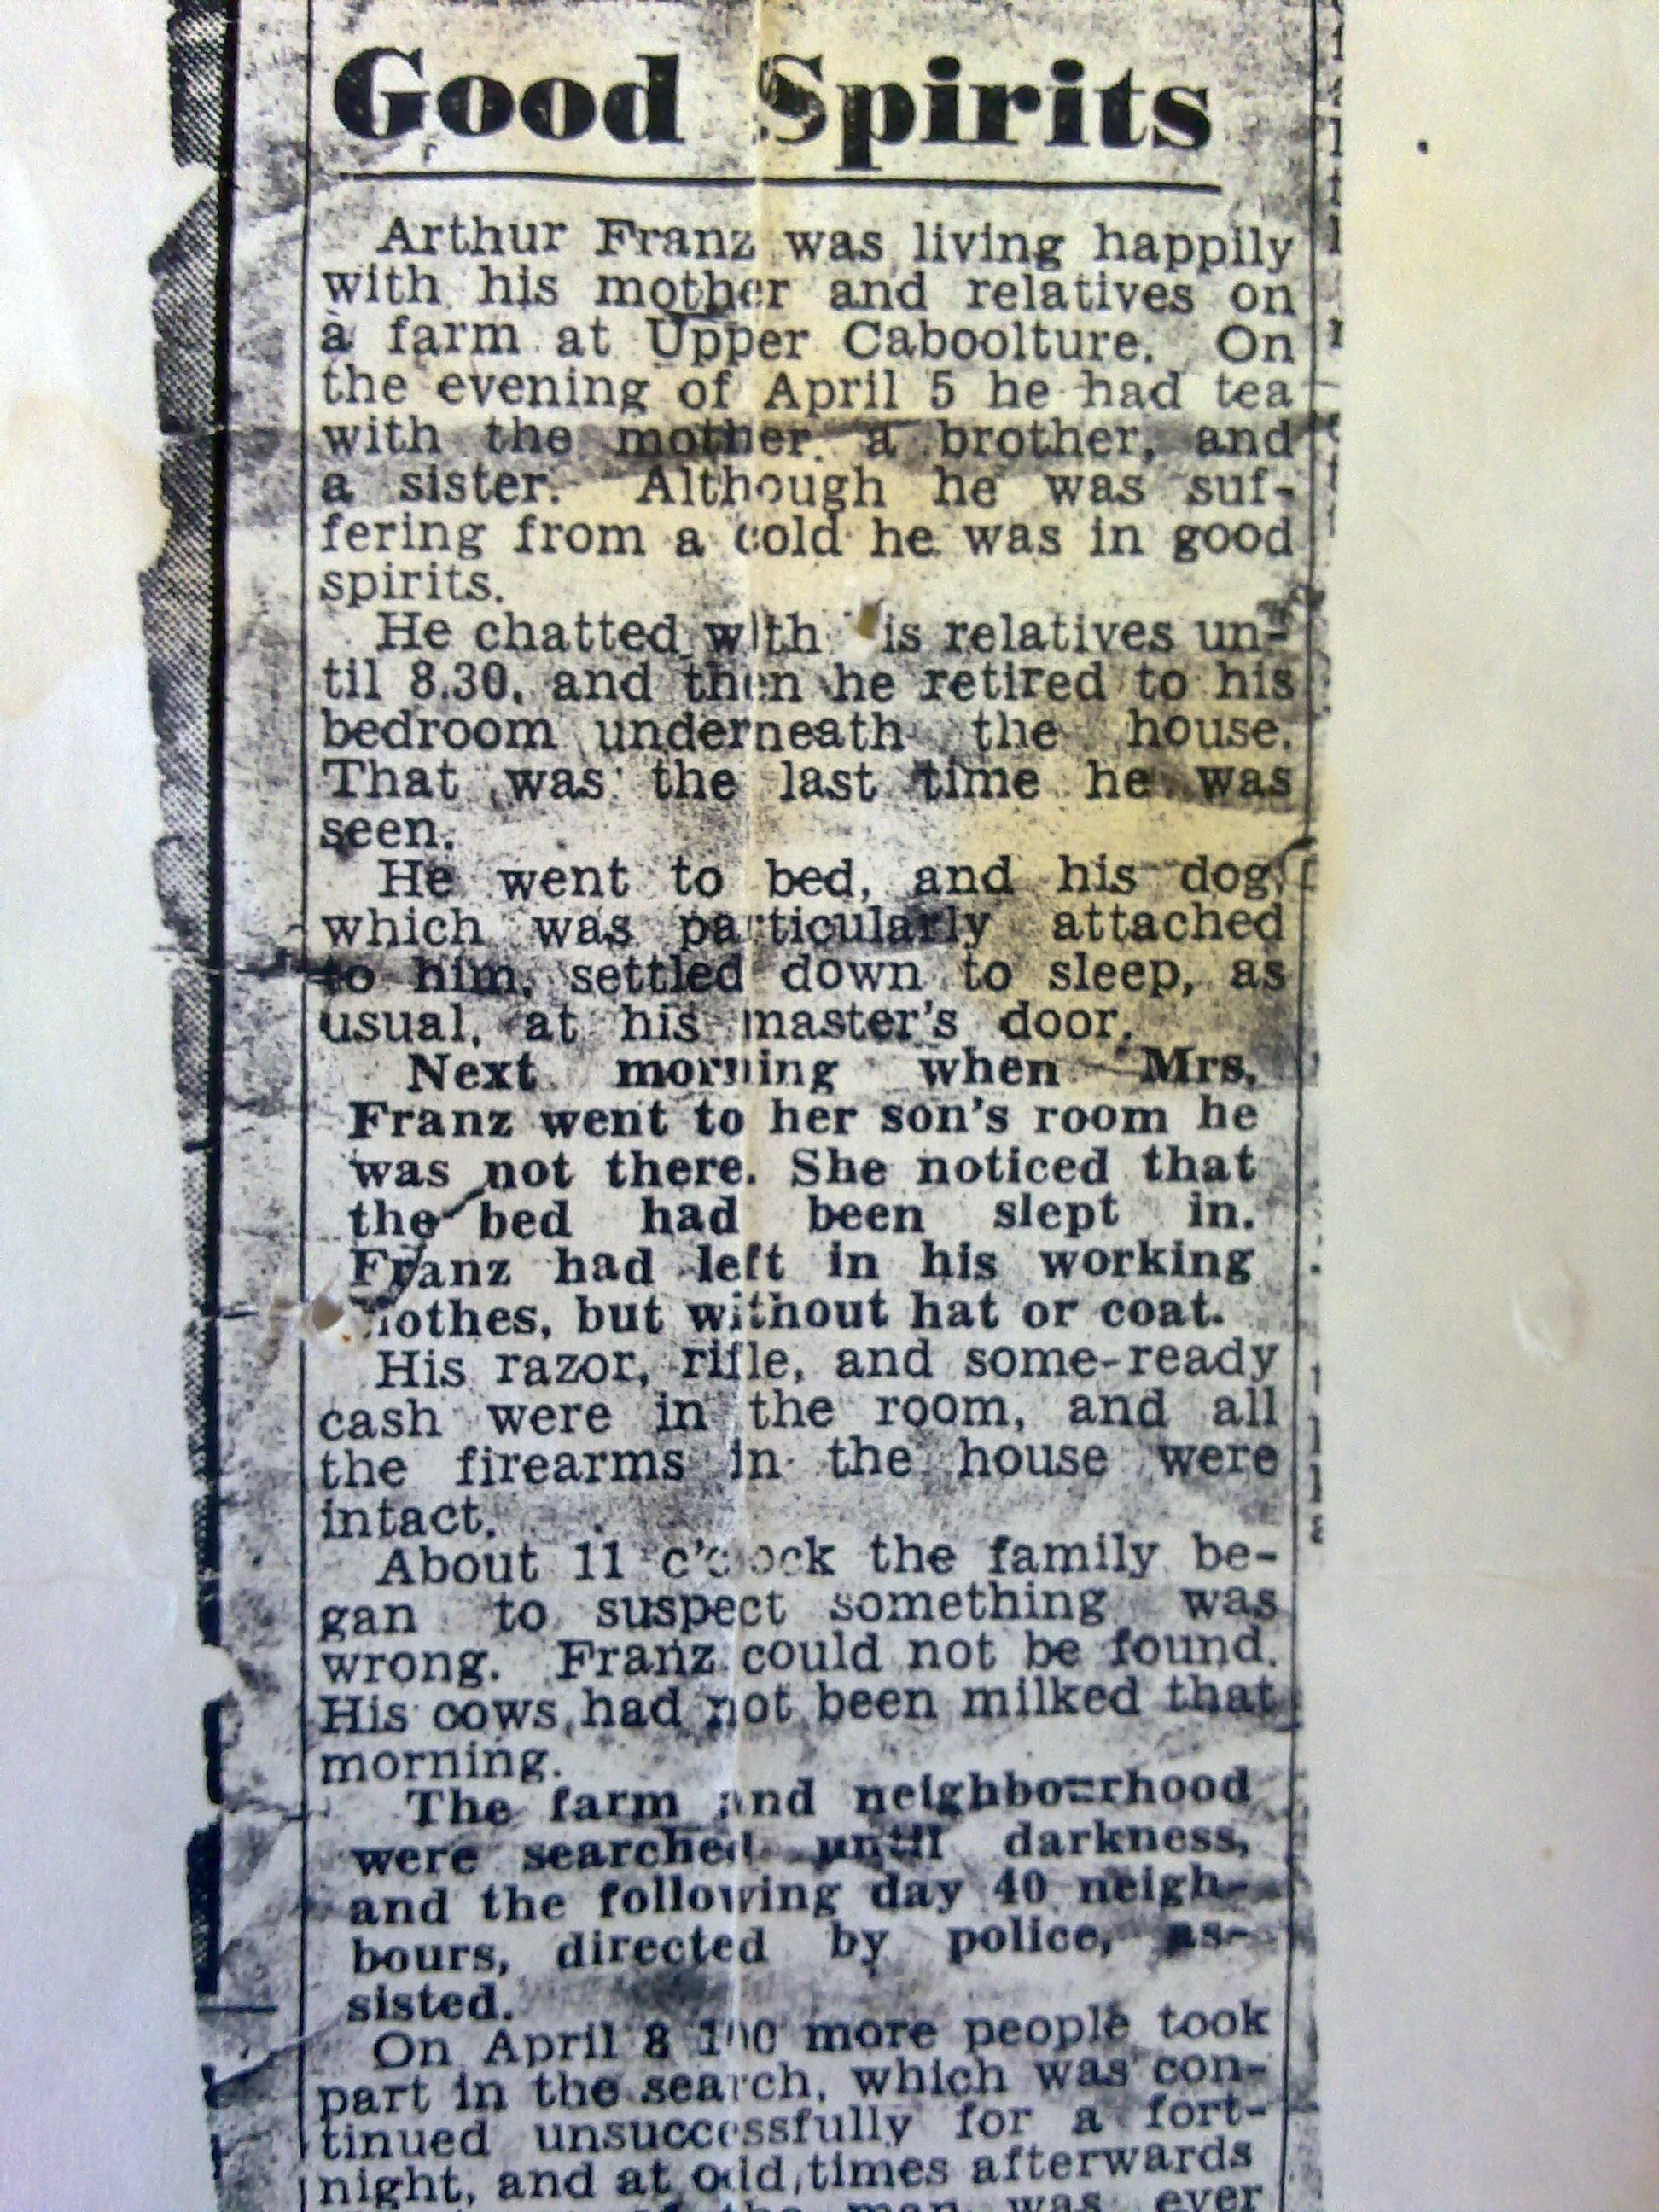 Good Spirits
Arthur Franz was living happily
with his mother and relatives on
a farm at Upper Caboolture. On
the evening of April 5 he had tea
with the mother, a brother, and
a sister. Although he was suf-
fering from a cold he was in good
spirits.
He chatted with is relatives un-
til 8.30, and then he retired to his
bedroom underneath the house.
That was the last time he was
seen.
He went to bed, and his dog,
which was particularly attached
to him, settled down to sleep, as
usual, at his master's door.
Next morning when Mrs.
Franz went to her son's room he
was not there. She noticed that
the bed had been slept in.
Franz had left in his working
lothes, but without hat or coat.
His razor, rifle, and some-ready
cash were in the room, and all
the firearms in the house were
intact.
About 11 o'clock the family be-
gan to suspect something was
wrong. Franz could not be found.
His cows had not been milked that
morning.
The farm and neighbourhood
were searched until darkness,
and the following day 40 neigh-
bours, directed by police, as-
sisted.
On April 8 100 more people took
part in the search, which was con-
tinued unsuccessfully for a fort-
night, and at odd times afterwards
the man was ever